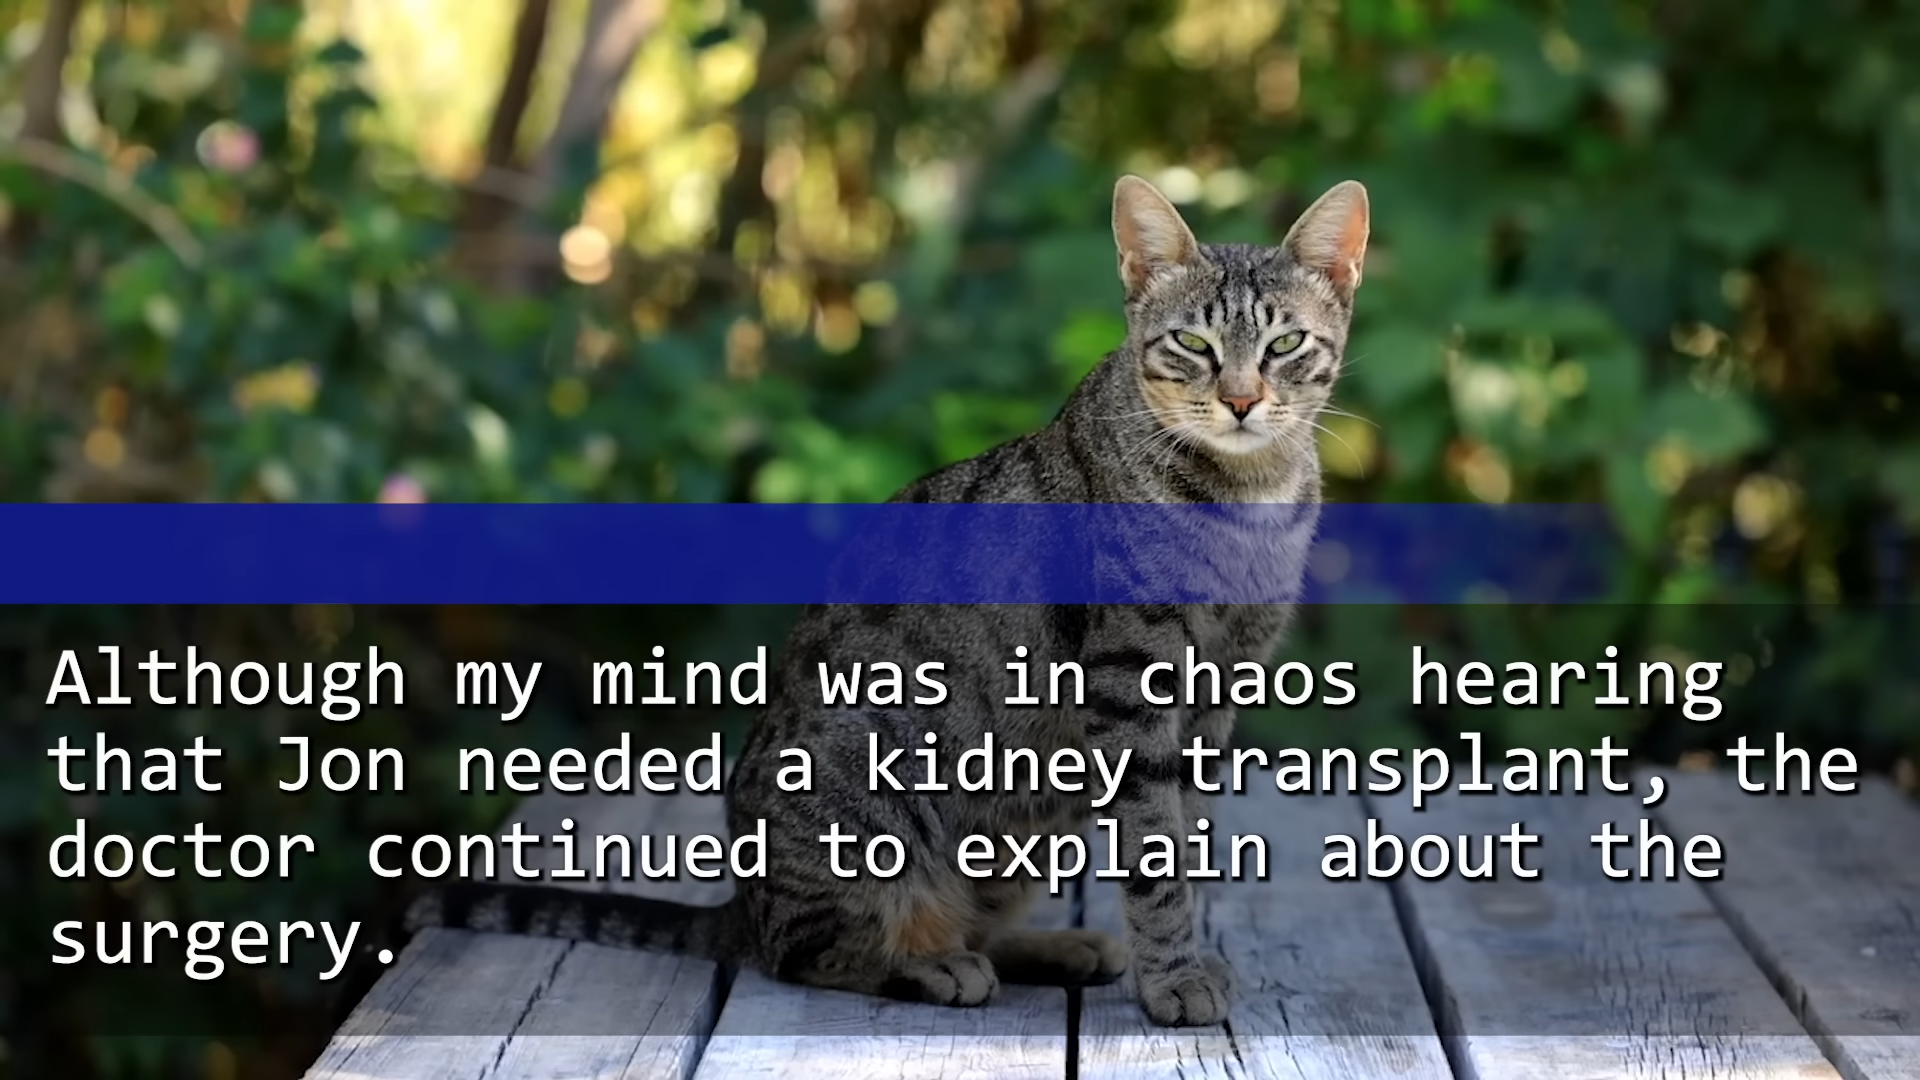 Although my mind was in chaos hearing
that Jon needed a kidney transplant, the
doctor continued to explain about the
surgery.